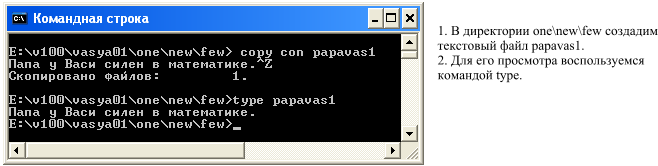 Командная строка
E:\v100\vasya01\one\new\few> copy con papavas1
Папа у Васи силен в математике.^Z
Скопировано файлов:         1.
E:\v100\vasya01\one\new\few>type papavas1
Папа у Васи силен в математике.
E:\v100\vasya01\one\new\few>_
1. В директории one\new\few создадим
текстовый файл papavas1.
2. Для его просмотра воспользуемся
командой type.